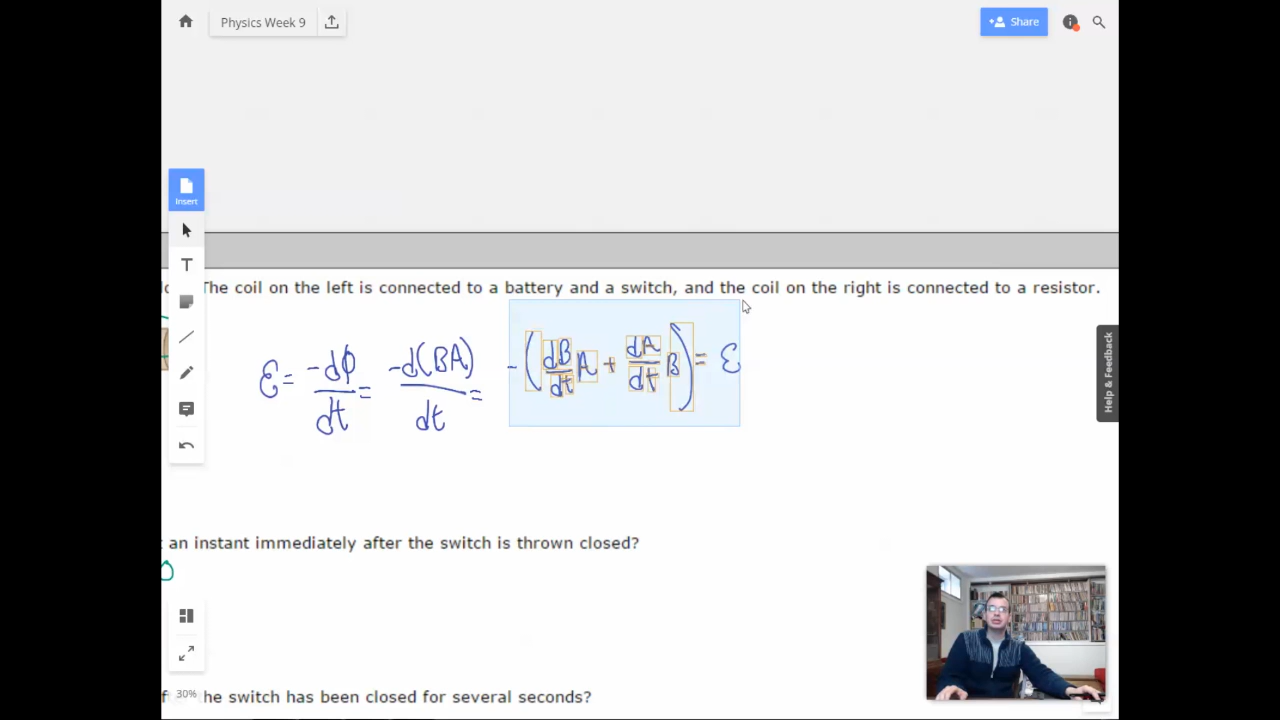 Physics Week 9
Share
Insert
T
The coil on the left is connected to a battery and a switch, and the coil on the right is connected to a resistor.
ε = -dϕ/dt = -d(BA)/dt = -(dB/dt A + dA/dt B) = ε
Help & Feedback
an instant immediately after the switch is thrown closed?
30%
the switch has been closed for several seconds?